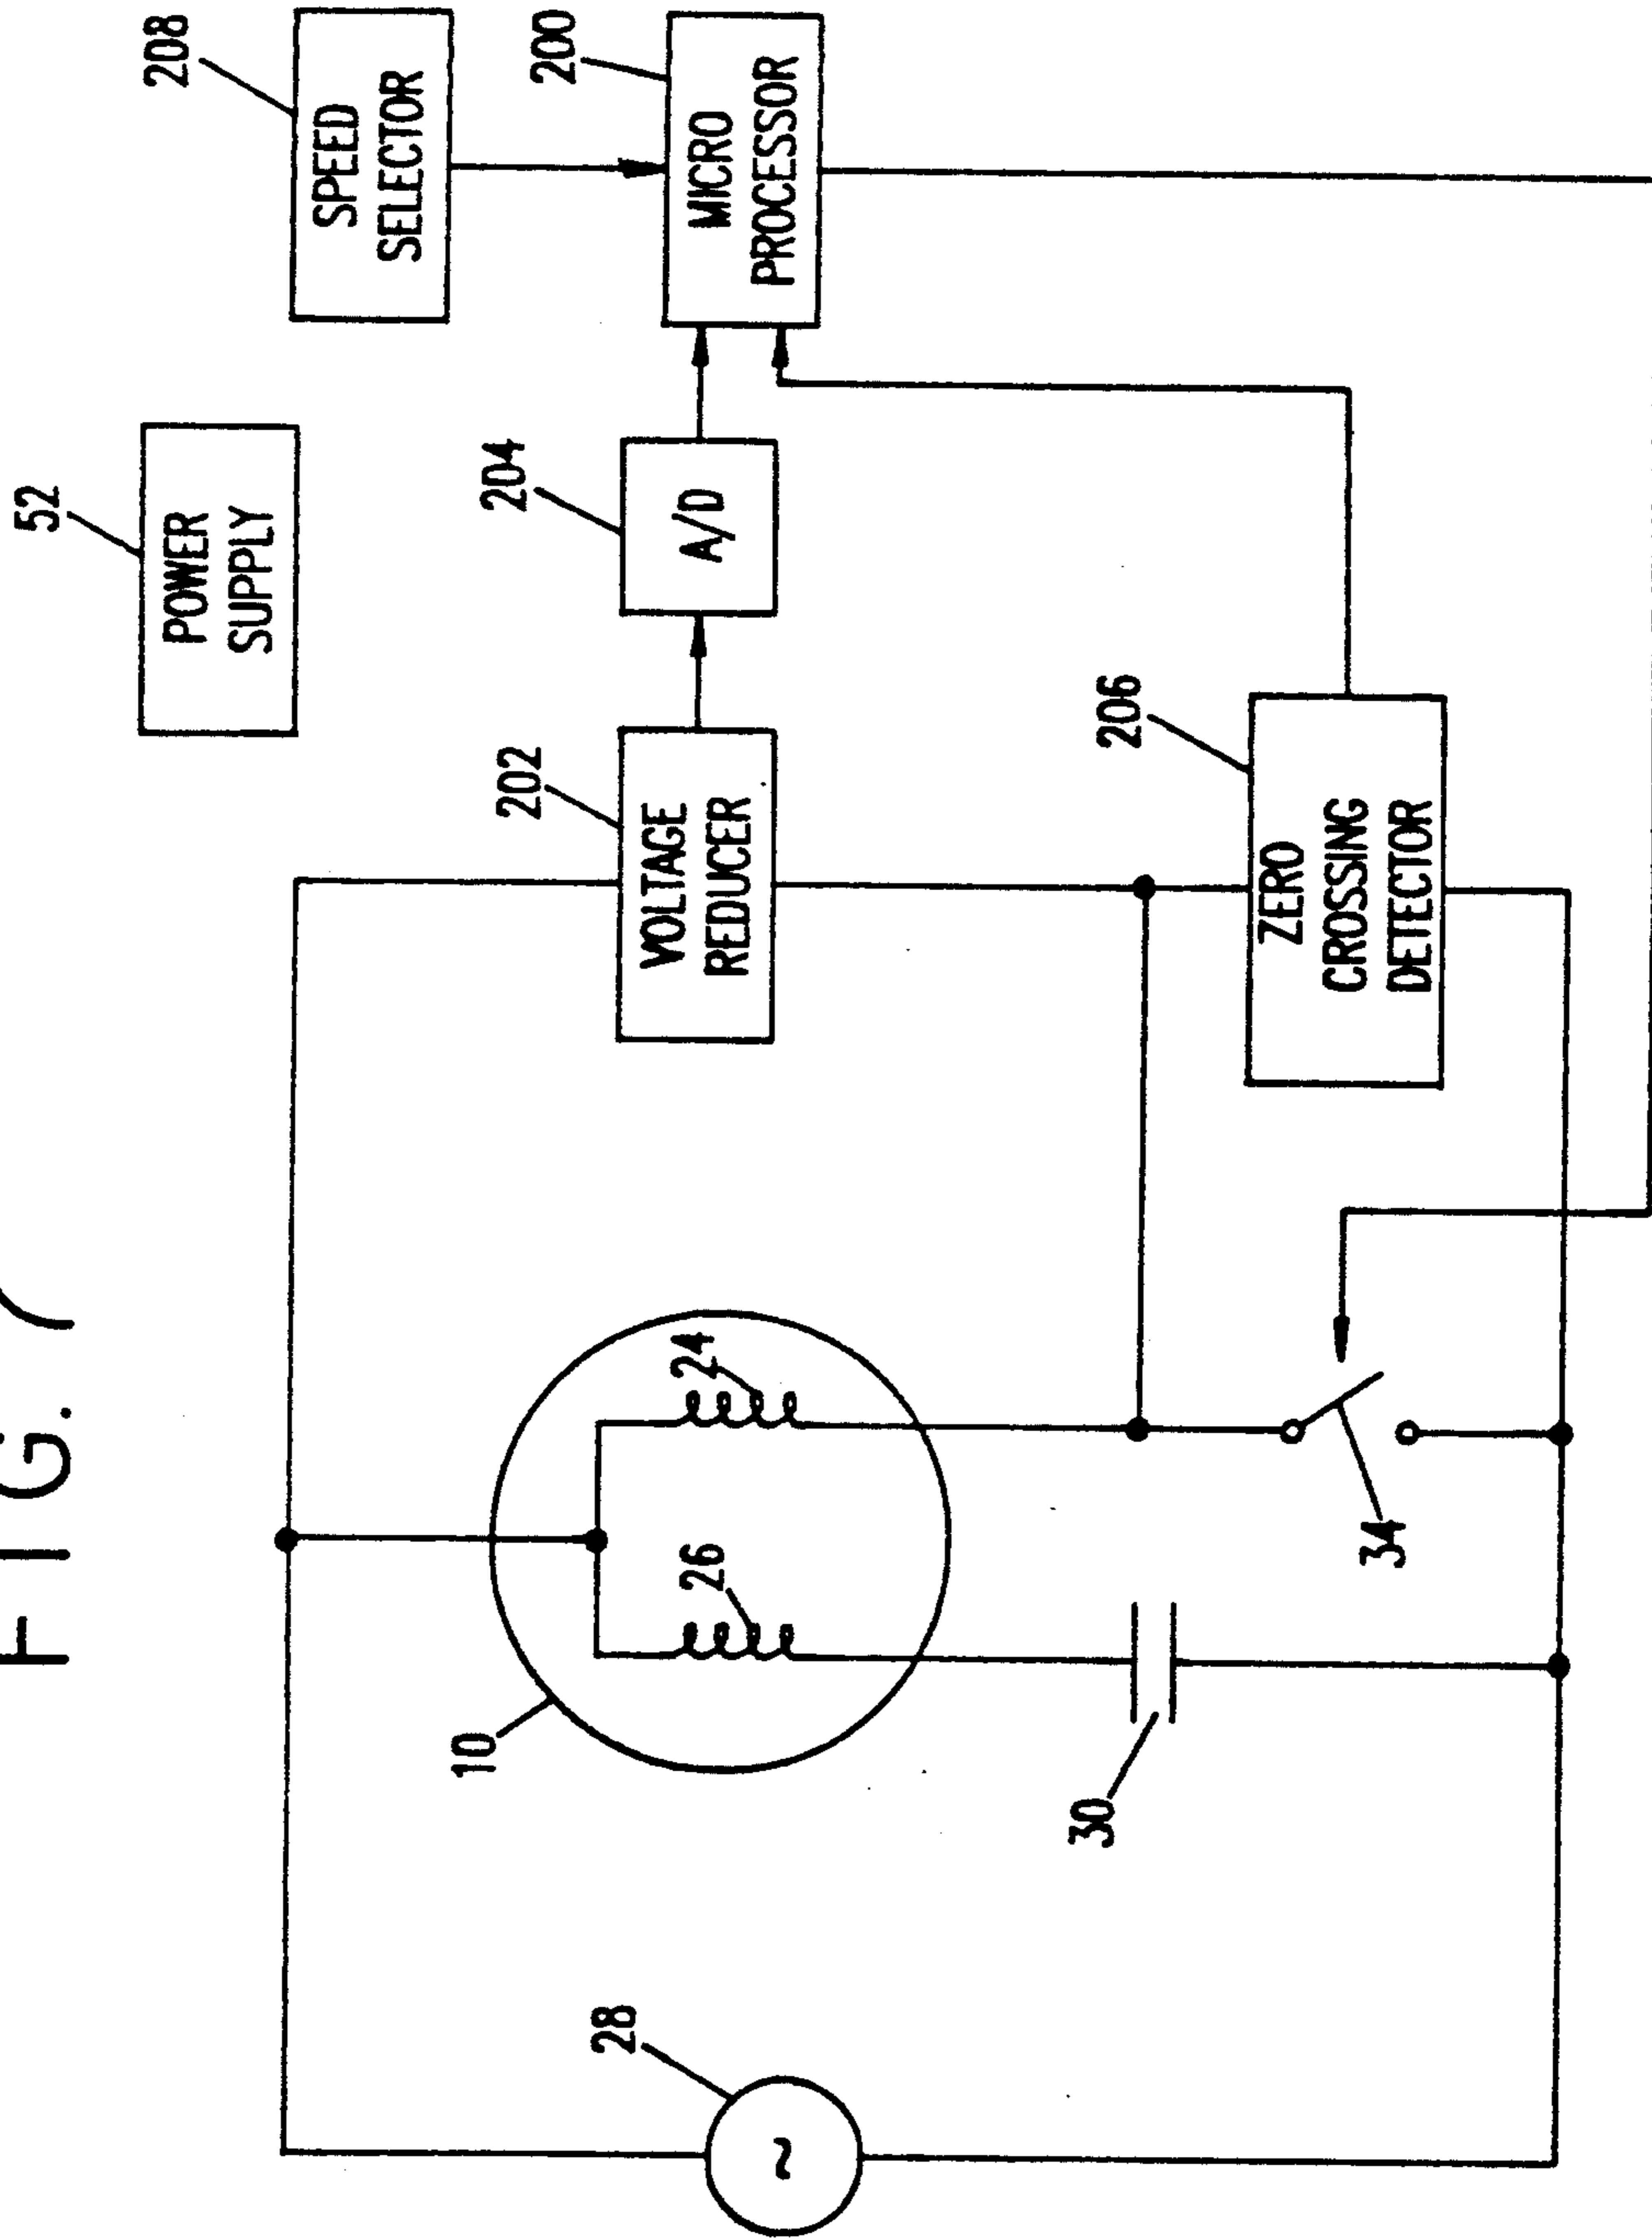 FIG. 7
52
POWER
SUPPLY
208
SPEED
SELECTOR
28
~
10
26
24
202
VOLTAGE
REDUCER
204
A/D
200
MICRO
PROCESSOR
30
34
206
ZERO
CROSSING
DETECTOR